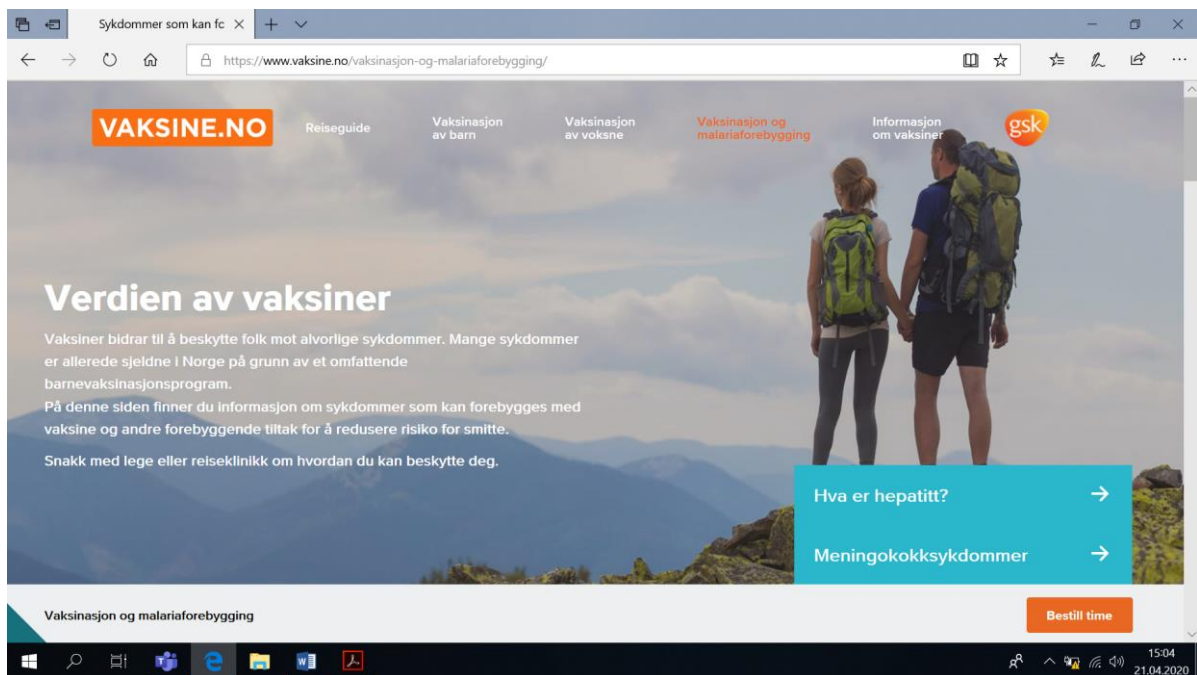 Sykdommer som kan fc
https://www.vaksine.no/vaksinasjon-og-malariaforebygging/
VAKSINE.NO
Reiseguide
Vaksinasjon
av barn
Vaksinasjon
av voksne
Vaksinasjon og
malariaforebygging
Informasjon
om vaksiner
gsk
Verdien av vaksiner
Vaksiner bidrar til å beskytte folk mot alvorlige sykdommer. Mange sykdommer
er allerede sjeldne i Norge på grunn av et omfattende
barnevaksinasjonsprogram.
På denne siden finner du informasjon om sykdommer som kan forebygges med
vaksine og andre forebyggende tiltak for å redusere risiko for smitte.
Snakk med lege eller reiseklinikk om hvordan du kan beskytte deg.
Hva er hepatitt?
Meningokokksykdommer
Vaksinasjon og malariaforebygging
Bestill time
15:04
21.04.2020